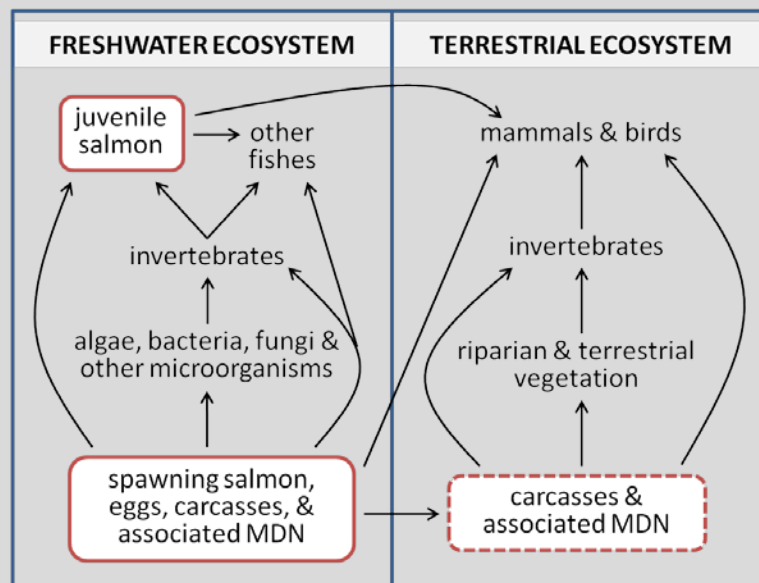 FRESHWATER ECOSYSTEM
TERRESTRIAL ECOSYSTEM
juvenile
salmon
other
fishes
mammals & birds
invertebrates
invertebrates
algae, bacteria, fungi &
other microorganisms
riparian & terrestrial
vegetation
spawning salmon,
eggs, carcasses, &
associated MDN
carcasses &
associated MDN